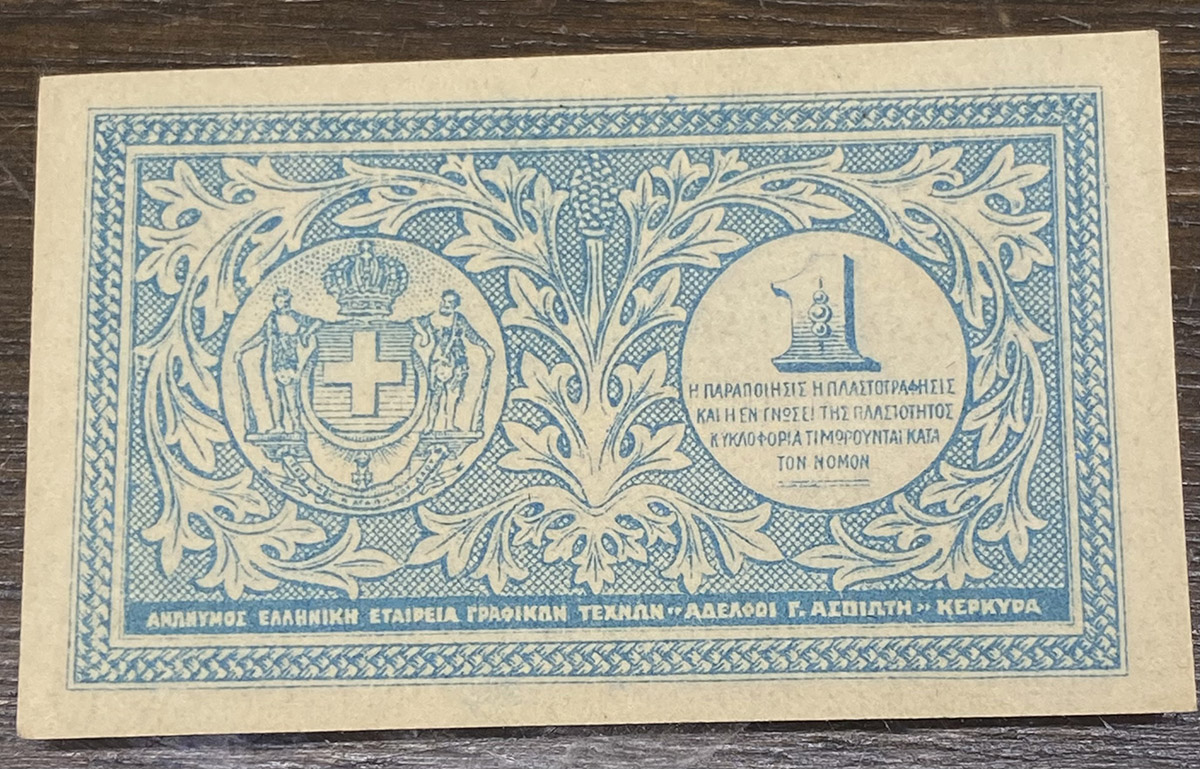 1
Η ΠΑΡΑΠΟΙΗΣΙΣ Η ΠΛΑΣΤΟΓΡΑΦΗΣΙΣ
ΚΑΙ Η ΕΝ ΓΝΩΣΕΙ ΤΗΣ ΠΛΑΣΤΟΤΗΤΟΣ
ΚΥΚΛΟΦΟΡΙΑ ΤΙΜΩΡΟΥΝΤΑΙ ΚΑΤΑ
ΤΟΝ ΝΟΜΟΝ
ΑΝΩΝΥΜΟΣ ΕΛΛΗΝΙΚΗ ΕΤΑΙΡΕΙΑ ΓΡΑΦΙΚΩΝ ΤΕΧΝΩΝ "ΑΔΕΛΦΟΙ Γ. ΑΣΠΙΩΤΗ" ΚΕΡΚΥΡΑ